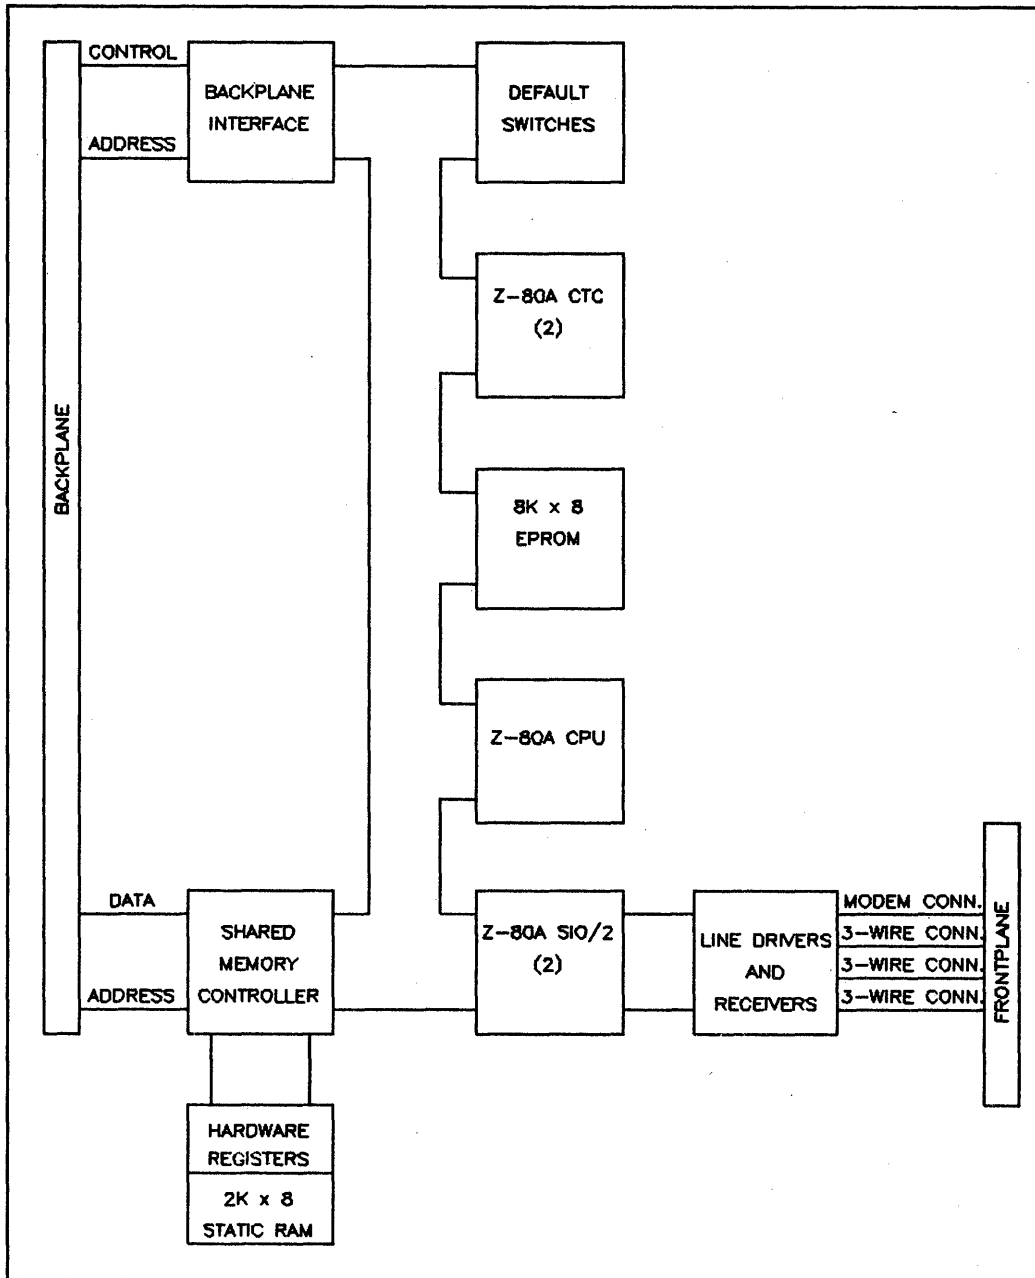 CONTROL
BACKPLANE
INTERFACE
ADDRESS
DEFAULT
SWITCHES
Z-80A CTC
(2)
BACKPLANE
8K x 8
EPROM
Z-80A CPU
DATA
ADDRESS
SHARED
MEMORY
CONTROLLER
Z-80A SIO/2
(2)
LINE DRIVERS
AND
RECEIVERS
MODEM CONN.
3-WIRE CONN.
3-WIRE CONN.
3-WIRE CONN.
FRONTPLANE
HARDWARE
REGISTERS
2K x 8
STATIC RAM